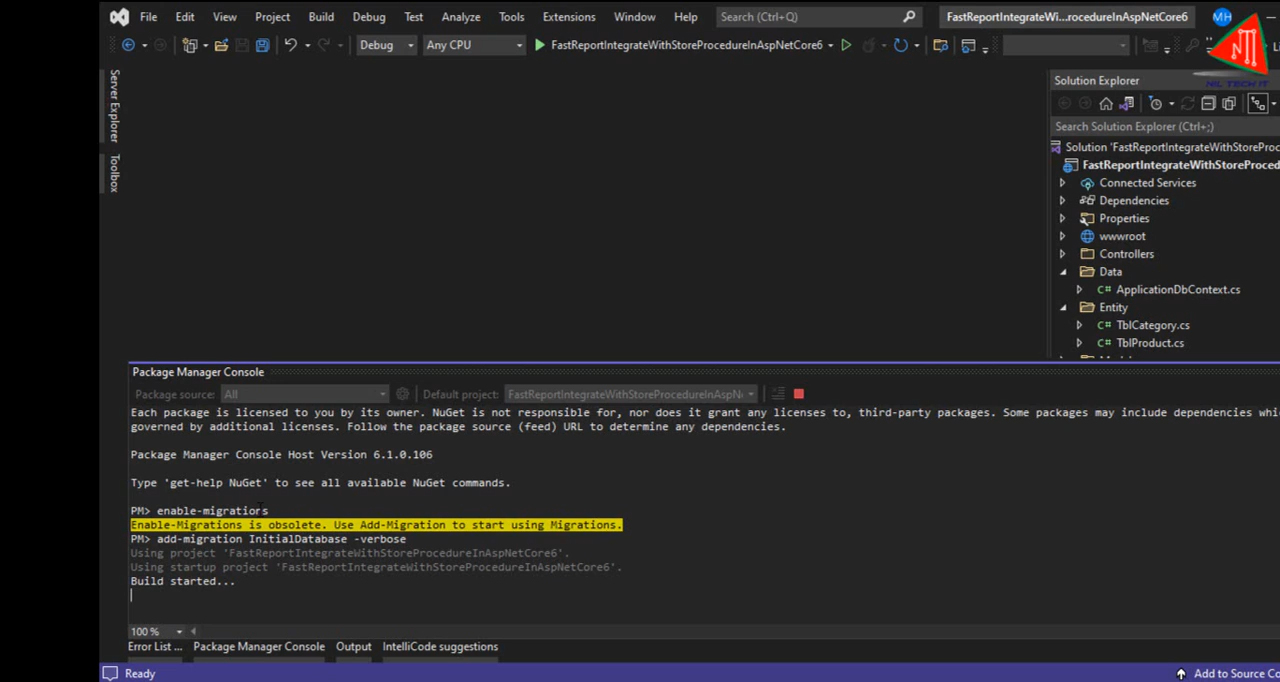 File Edit View Project Build Debug Test Analyze Tools Extensions Window Help Search (Ctrl+Q) FastReportIntegrateWi...rocedureInAspNetCore6 MH
Debug Any CPU FastReportIntegrateWithStoreProcedureInAspNetCore6
NIL TECH IT
Server Explorer
Toolbox
Solution Explorer
Search Solution Explorer (Ctrl+;)
Solution 'FastReportIntegrateWithStorePro
FastReportIntegrateWithStoreProced
Connected Services
Dependencies
Properties
wwwroot
Controllers
Data
C# ApplicationDbContext.cs
Entity
C# TblCategory.cs
C# TblProduct.cs
Package Manager Console
Package source: All Default project: FastReportIntegrateWithStoreProcedureInAspN
Each package is licensed to you by its owner. NuGet is not responsible for, nor does it grant any licenses to, third-party packages. Some packages may include dependencies whic
governed by additional licenses. Follow the package source (feed) URL to determine any dependencies.
Package Manager Console Host Version 6.1.0.106
Type 'get-help NuGet' to see all available NuGet commands.
PM> enable-migrations
Enable-Migrations is obsolete. Use Add-Migration to start using Migrations.
PM> add-migration InitialDatabase -verbose
Using project 'FastReportIntegrateWithStoreProcedureInAspNetCore6'.
Using startup project 'FastReportIntegrateWithStoreProcedureInAspNetCore6'.
Build started...
100 %
Error List ... Package Manager Console Output IntelliCode suggestions
Ready Add to Source Co